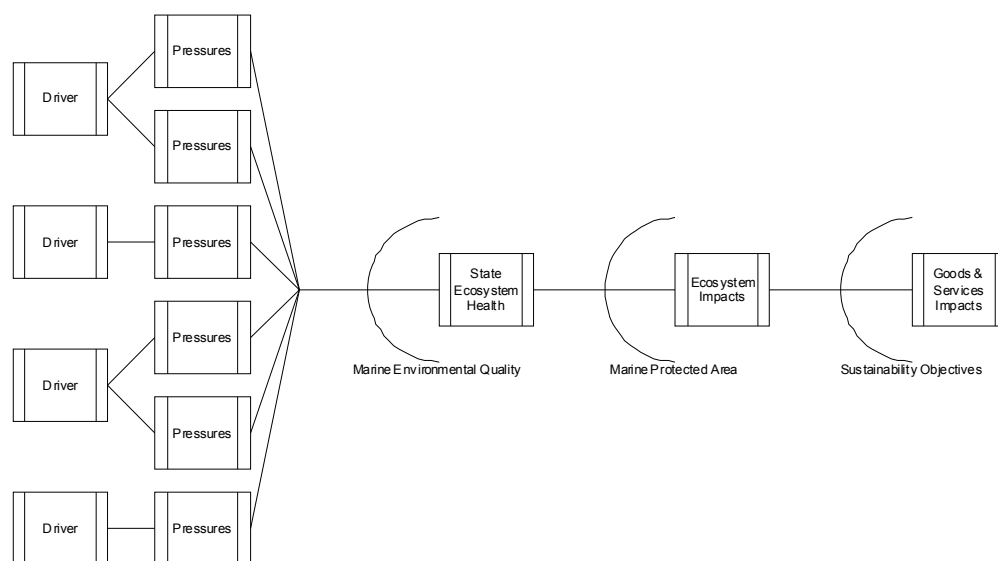 Pressures
Driver
Pressures
Driver
Pressures
State
Ecosystem
Health
Ecosystem
Impacts
Goods &
Services
Impacts
Pressures
Marine Environmental Quality
Marine Protected Area
Sustainability Objectives
Driver
Pressures
Driver
Pressures